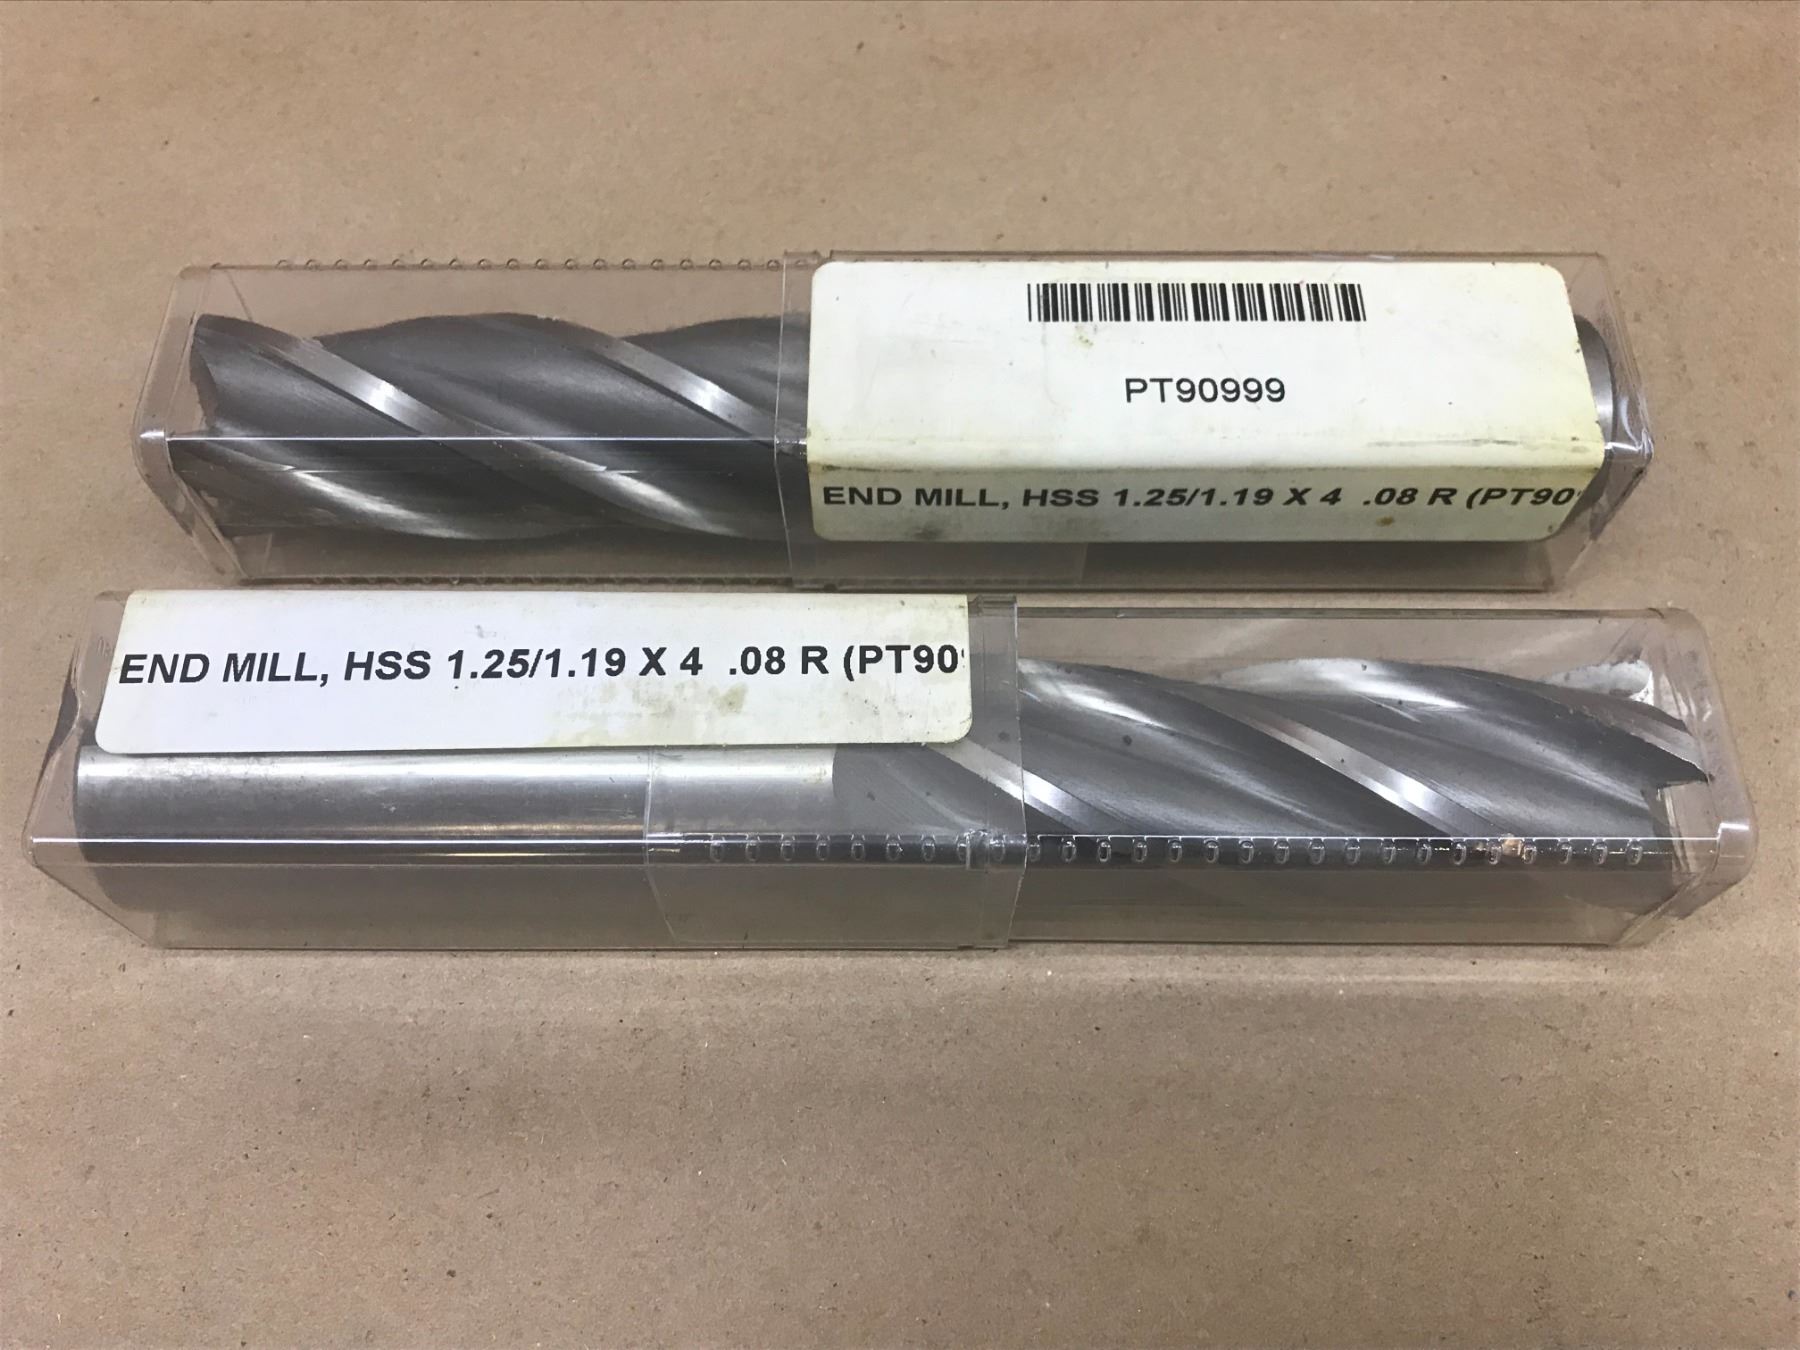 PT90999
END MILL, HSS 1.25/1.19 X 4 .08 R (PT90
END MILL, HSS 1.25/1.19 X 4 .08 R (PT90